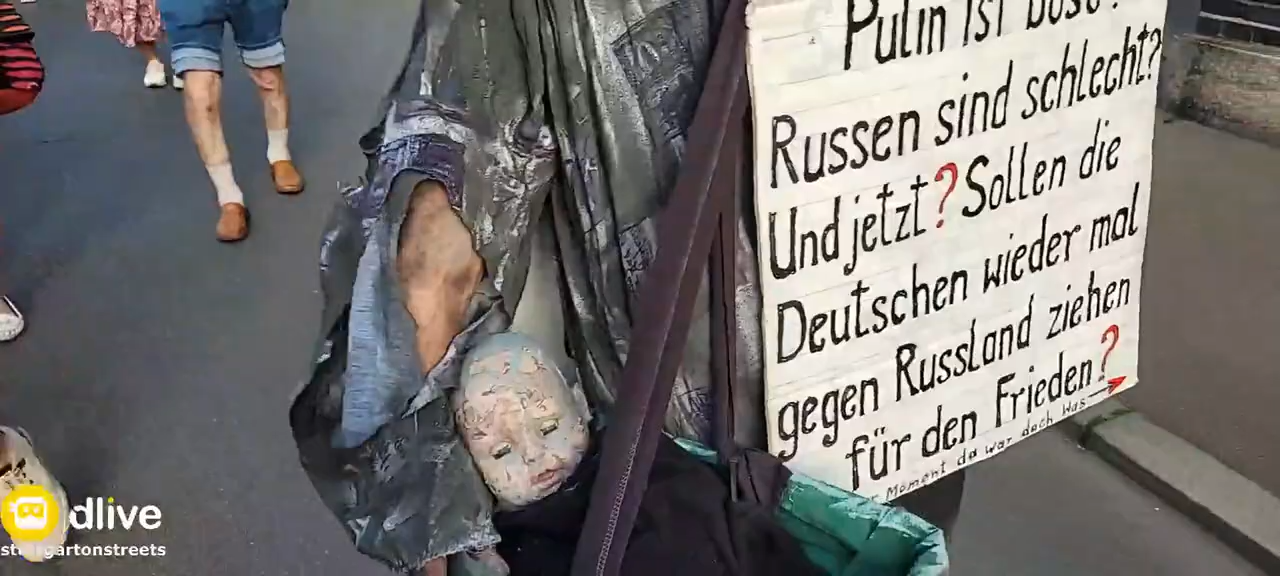 Putin ist böse?
Russen sind schlecht?
Und jetzt? Sollen die
Deutschen wieder mal
gegen Russland ziehen
für den Frieden?
Moment da war doch was
dlive